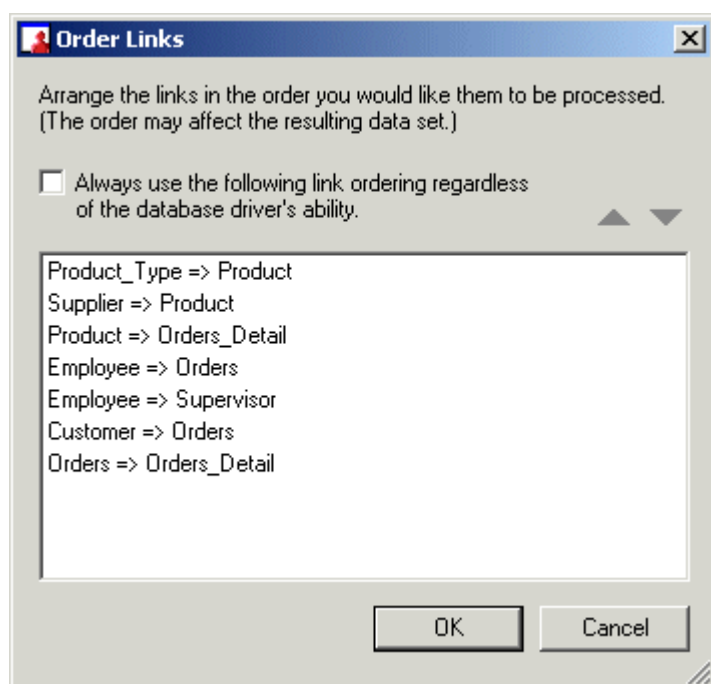 Order Links
Arrange the links in the order you would like them to be processed.
(The order may affect the resulting data set.)
Always use the following link ordering regardless
of the database driver's ability.
Product_Type => Product
Supplier => Product
Product => Orders_Detail
Employee => Orders
Employee => Supervisor
Customer => Orders
Orders => Orders_Detail
OK Cancel